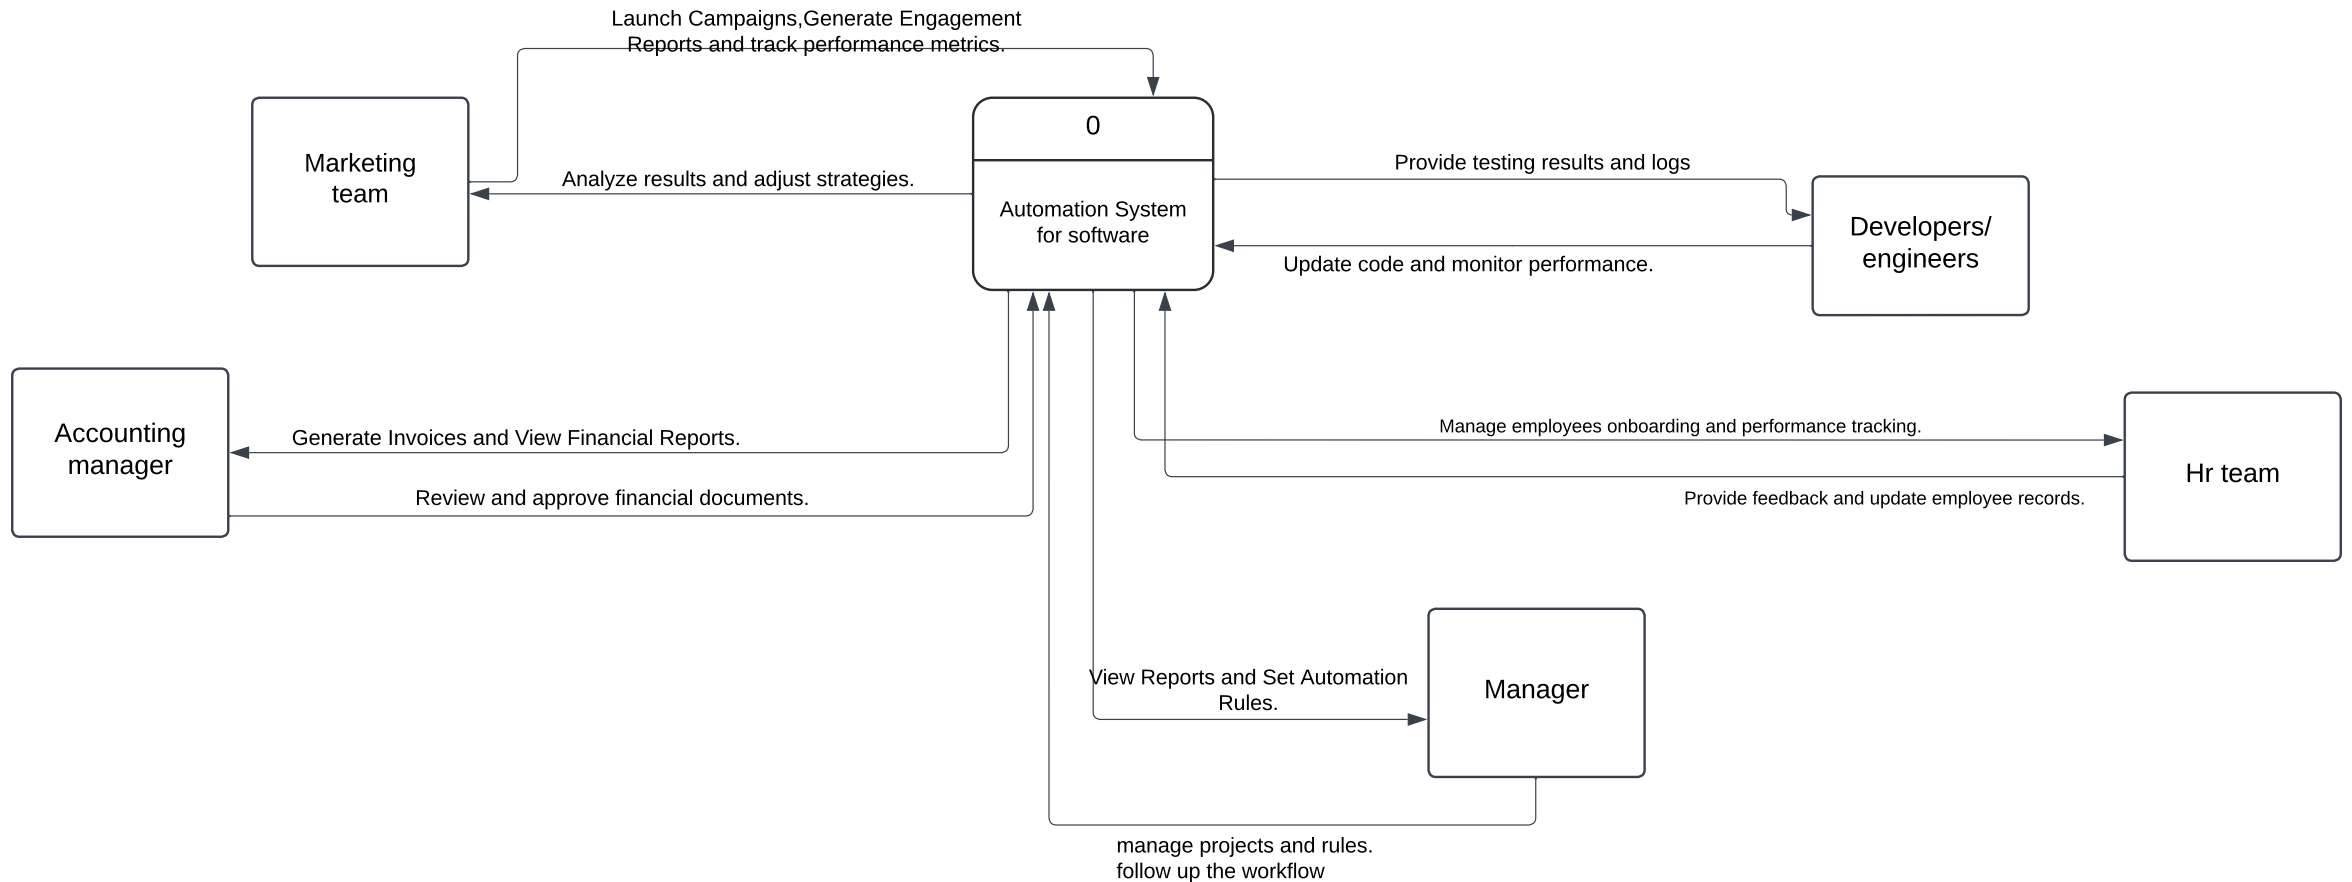 Launch Campaigns,Generate Engagement
Reports and track performance metrics.
0
Marketing
team
Analyze results and adjust strategies.
Automation System
for software
Provide testing results and logs
Developers/
engineers
Update code and monitor performance.
Accounting
manager
Generate Invoices and View Financial Reports.
Review and approve financial documents.
Manage employees onboarding and performance tracking.
Hr team
Provide feedback and update employee records.
View Reports and Set Automation
Rules.
Manager
manage projects and rules.
follow up the workflow